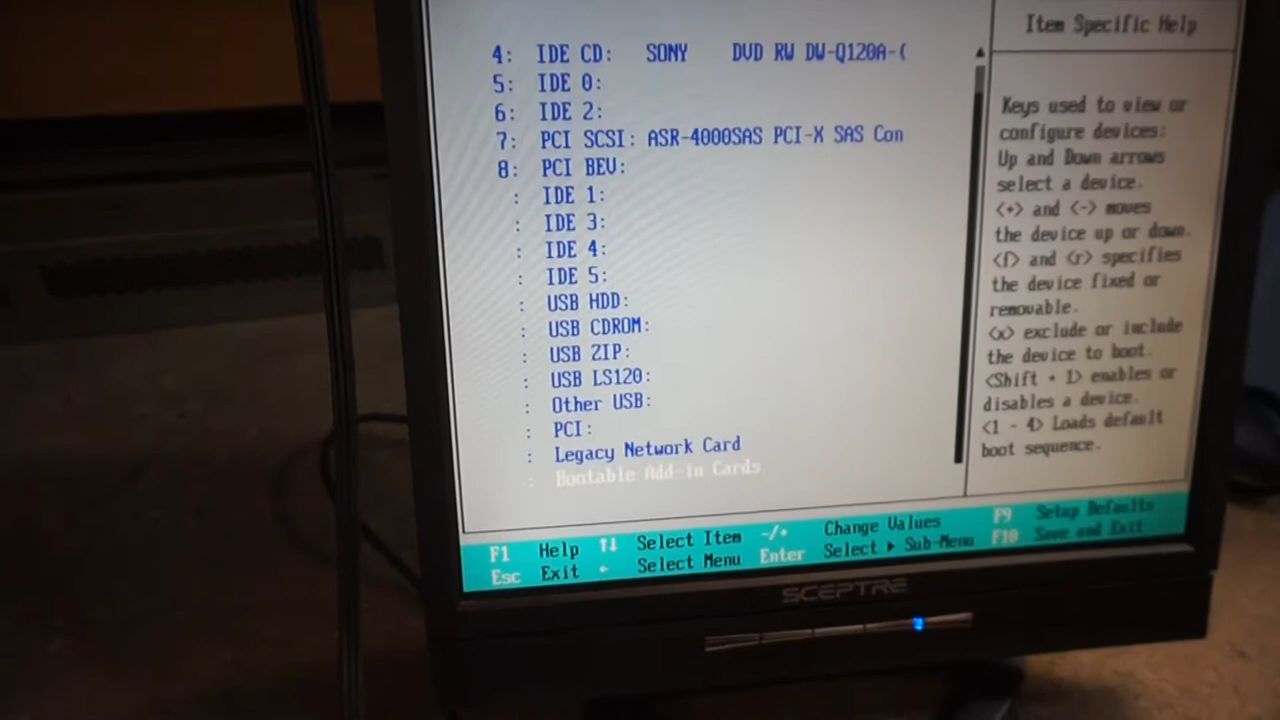 4: IDE CD: SONY DVD RW DW-Q120A-(
5: IDE 0:
6: IDE 2:
7: PCI SCSI: ASR-4000SAS PCI-X SAS Con
8: PCI BEV:
: IDE 1:
: IDE 3:
: IDE 4:
: IDE 5:
: USB HDD:
: USB CDROM:
: USB ZIP:
: USB LS120:
: Other USB:
: PCI:
: Legacy Network Card
: Bootable Add-in Cards
Item Specific Help
Keys used to view or
configure devices:
Up and Down arrows
select a device.
<+> and <-> moves
the device up or down.
<f> and <r> specifies
the device fixed or
removable.
<x> exclude or include
the device to boot.
<Shift + 1> enables or
disables a device.
<1 - 4> Loads default
boot sequence.
F1 Help ↑↓ Select Item -/+ Change Values F9 Setup Defaults
Esc Exit ← Select Menu Enter Select ▶ Sub-Menu F10 Save and Exit
SCEPTRE